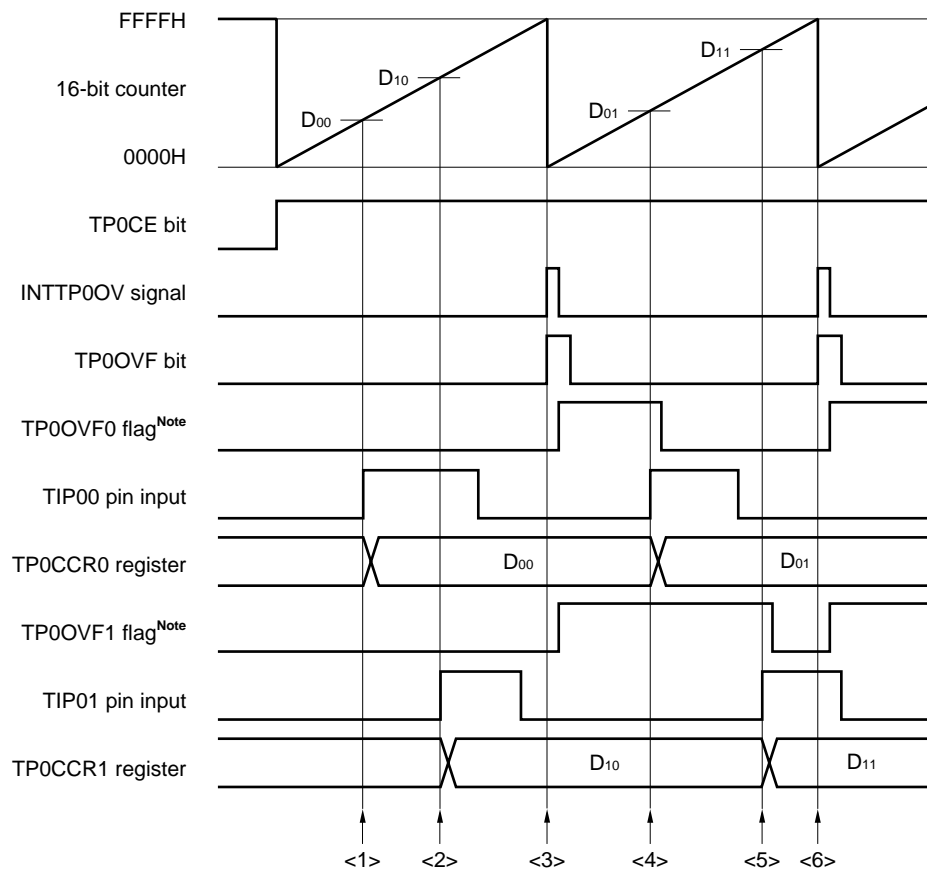 FFFFH
D11
D10
16-bit counter
D00
D01
0000H
TP0CE bit
INTTP0OV signal
TP0OVF bit
TP0OVF0 flagNote
TIP00 pin input
TP0CCR0 register
D00
D01
TP0OVF1 flagNote
TIP01 pin input
TP0CCR1 register
D10
D11
<1> <2> <3> <4> <5> <6>